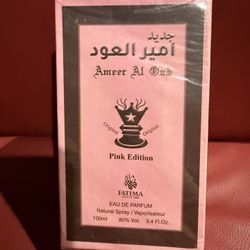 جديد
أمير العود
Ameer Al Oud
Original Original
Pink Edition
FATIMA
EAU DE PARFUM
Natural Spray / Vaporisateur
100ml 80% Vol. 3.4 Fl.Oz.